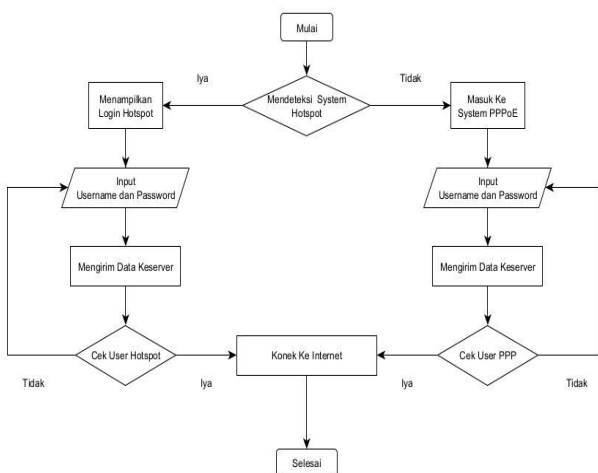 Mulai
Iya
Tidak
Mendeteksi System
Hotspot
Menampilkan
Login Hotspot
Masuk Ke
System PPPoE
Input
Username dan Password
Input
Username dan Password
Mengirim Data Keserver
Mengirim Data Keserver
Cek User Hotspot
Konek Ke Internet
Cek User PPP
Tidak
Iya
Iya
Tidak
Selesai